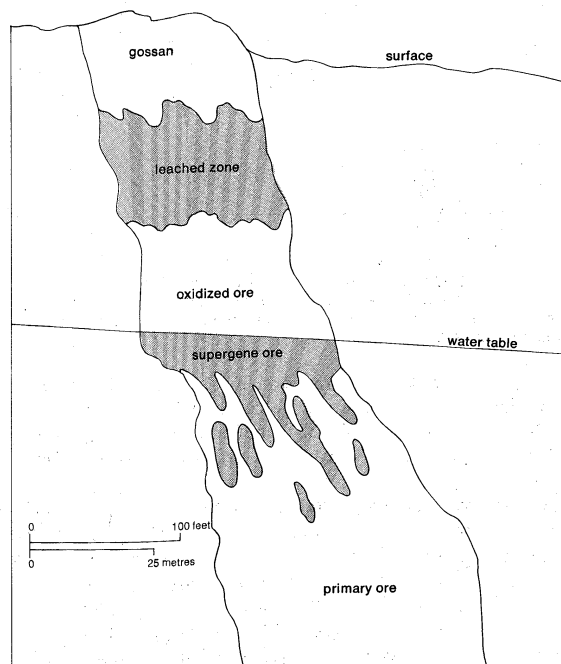 gossan
surface
leached zone
oxidized ore
water table
supergene ore
0 100 feet
0 25 metres
primary ore